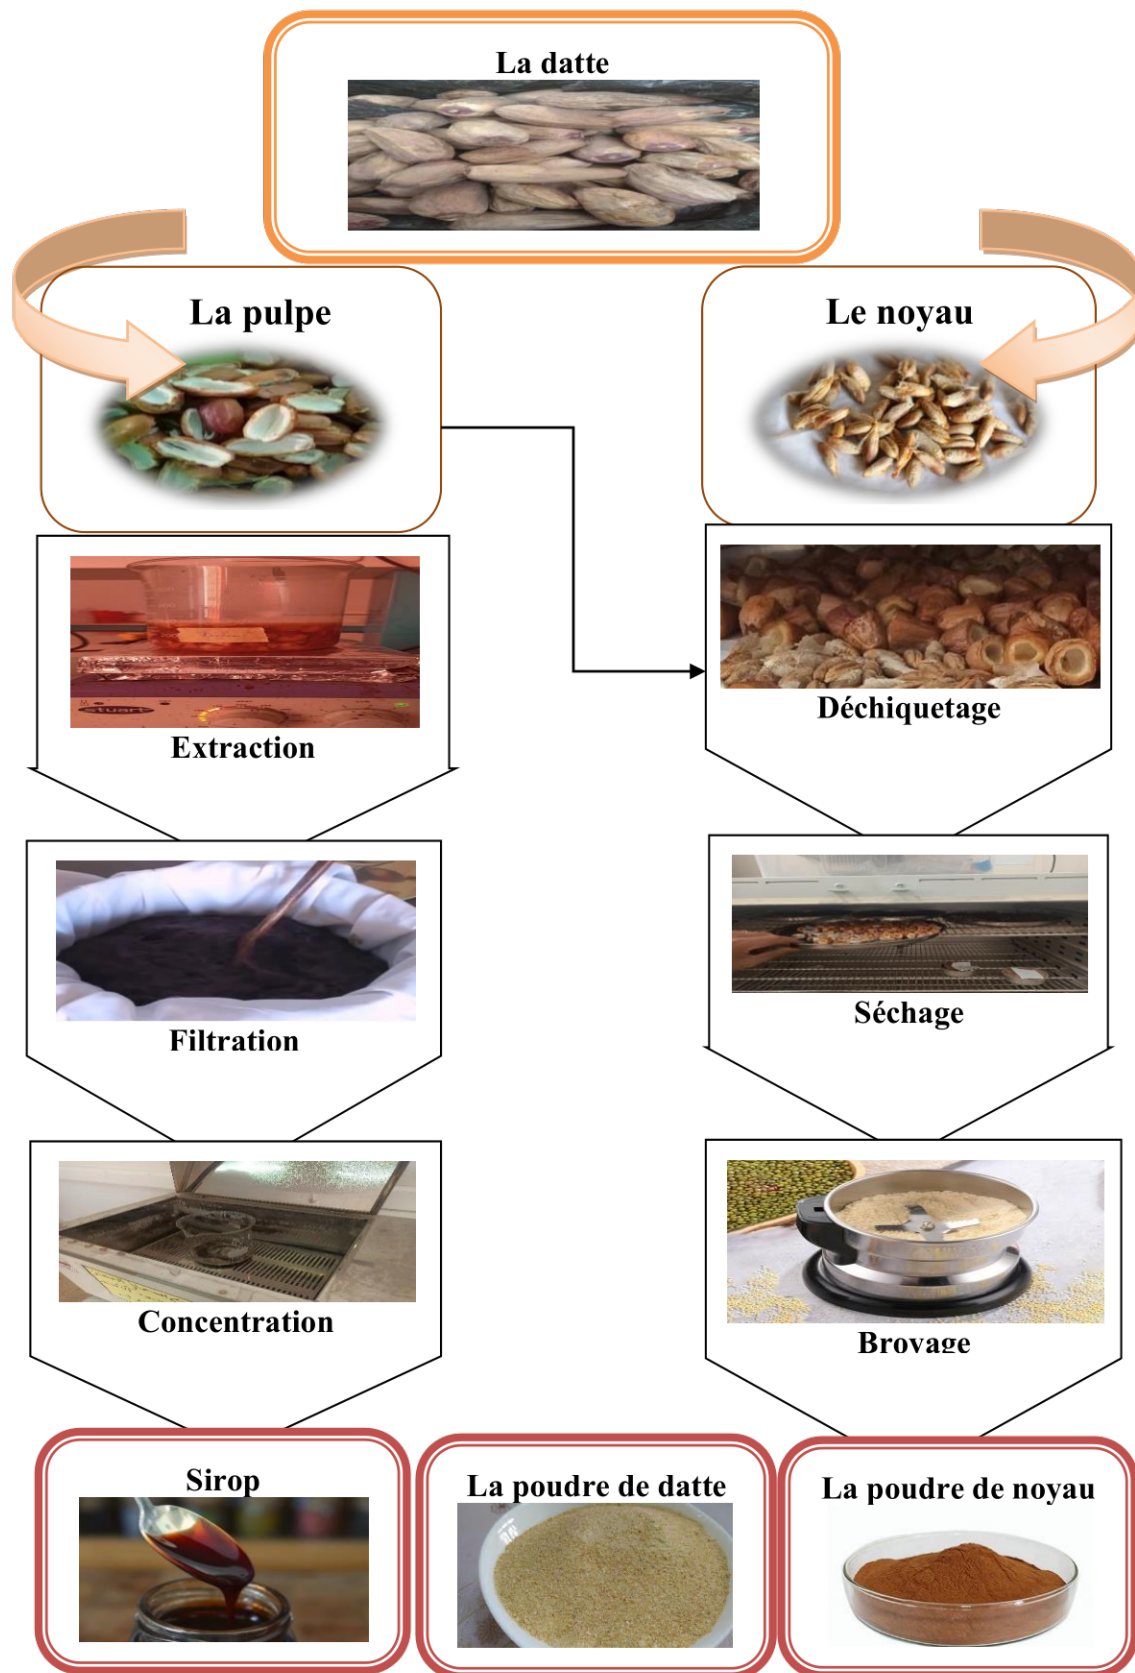 La datte
La pulpe
Le noyau
stuart
Extraction
Déchiquetage
Filtration
Séchage
Concentration
Brovage
Sirop
La poudre de datte
La poudre de noyau